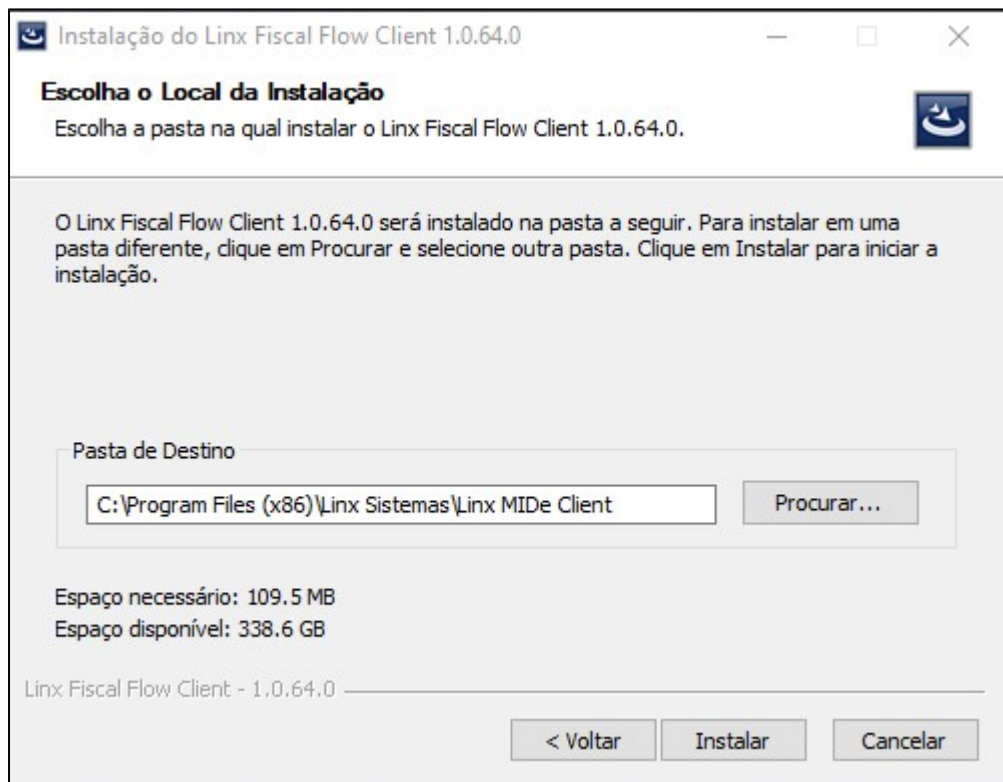 Instalação do Linx Fiscal Flow Client 1.0.64.0
Escolha o Local da Instalação
Escolha a pasta na qual instalar o Linx Fiscal Flow Client 1.0.64.0.
O Linx Fiscal Flow Client 1.0.64.0 será instalado na pasta a seguir. Para instalar em uma
pasta diferente, clique em Procurar e selecione outra pasta. Clique em Instalar para iniciar a
instalação.
Pasta de Destino
C:\Program Files (x86)\Linx Sistemas\Linx MIDe Client
Procurar...
Espaço necessário: 109.5 MB
Espaço disponível: 338.6 GB
Linx Fiscal Flow Client - 1.0.64.0
< Voltar
Instalar
Cancelar